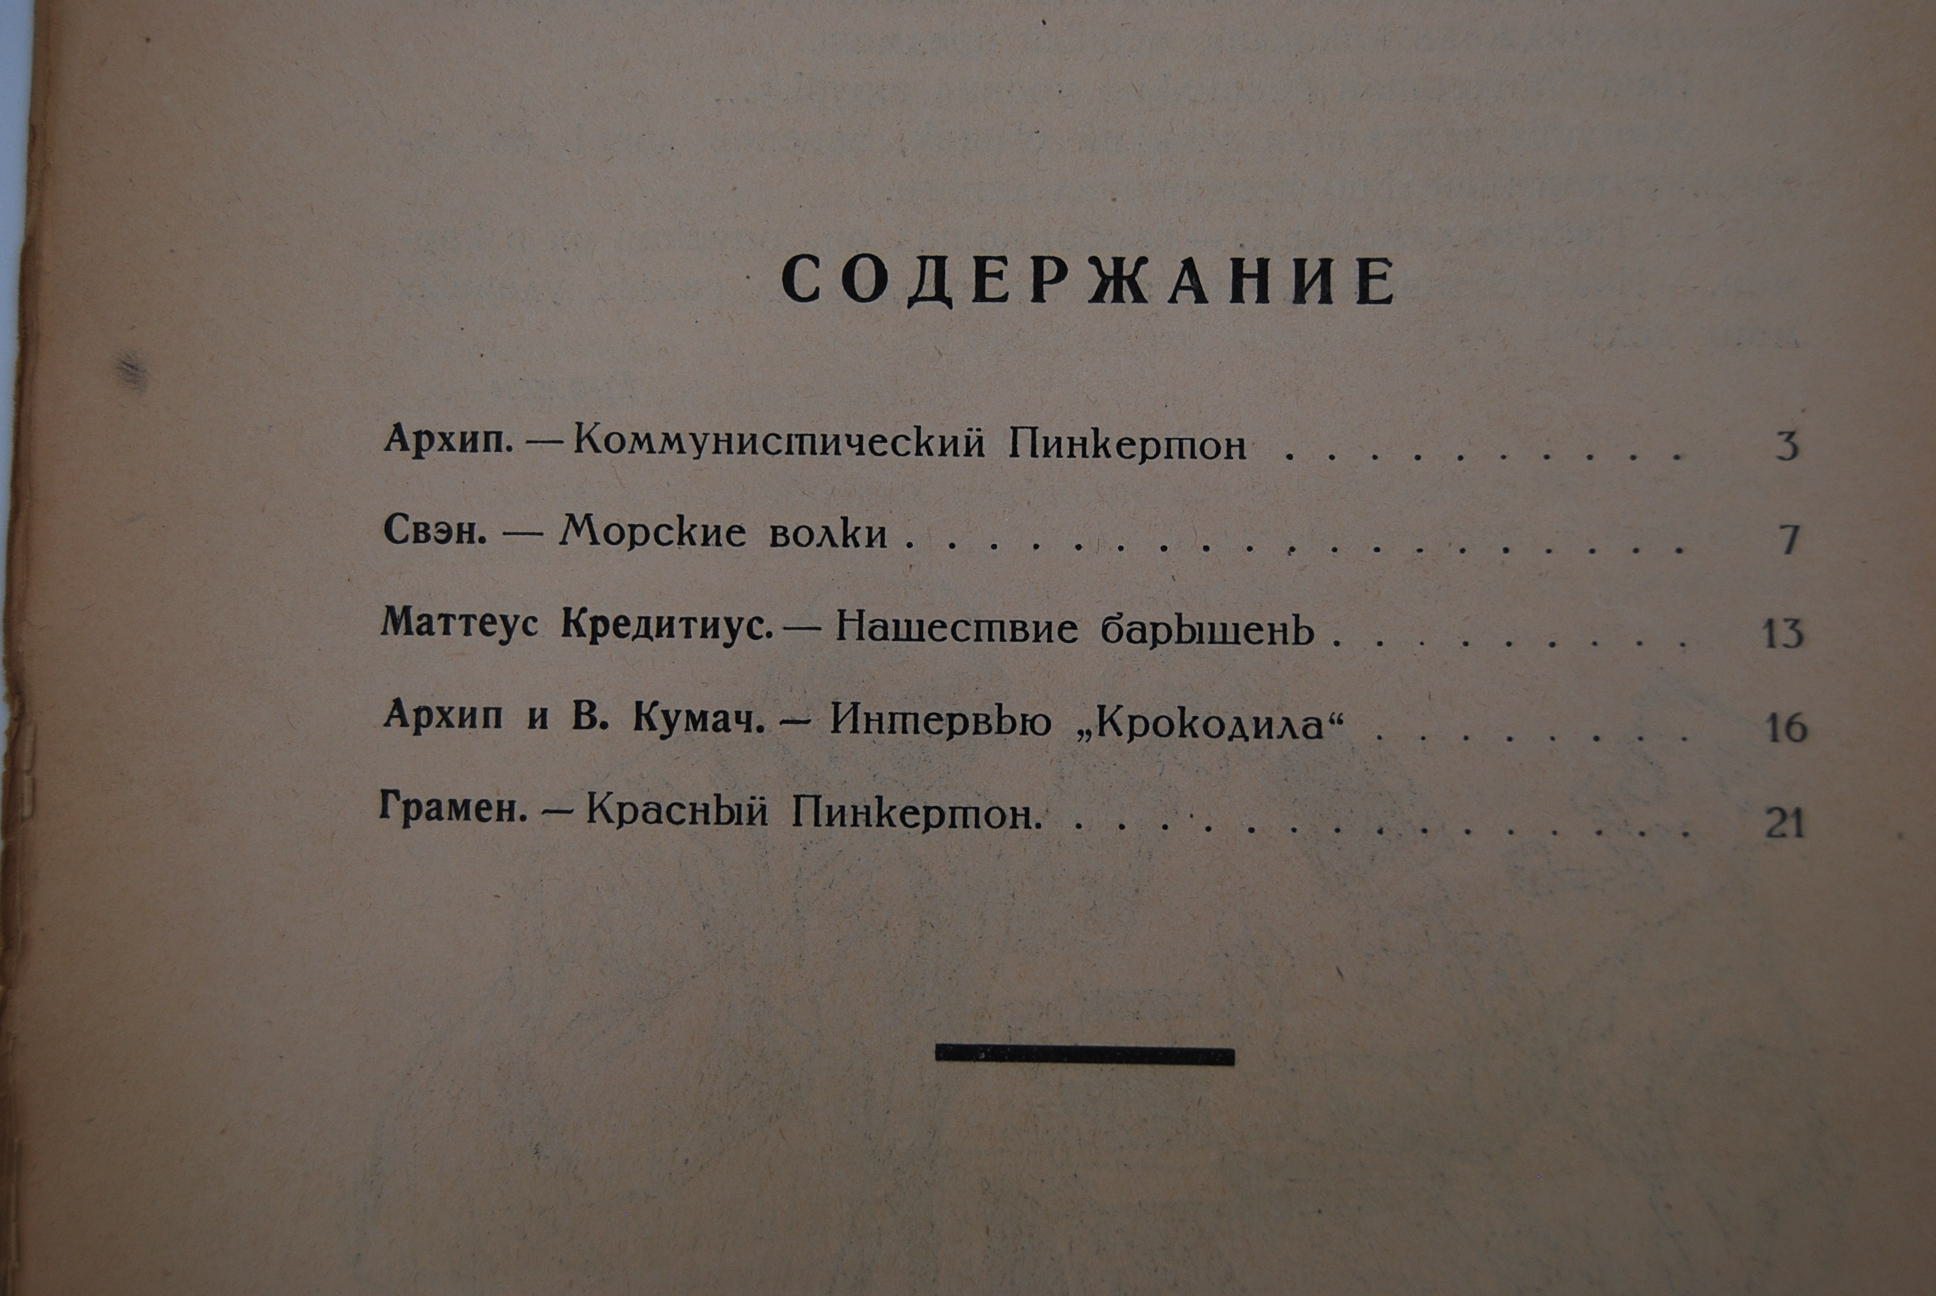 СОДЕРЖАНИЕ
Архип. — Коммунистический Пинкертон . . . . . . . . . . 3
Свэн. — Морские волки . . . . . . . . . . . . . . . . . . . 7
Маттеус Кредитиус. — Нашествие барышень . . . . . . . . . 13
Архип и В. Кумач. — Интервью „Крокодила“ . . . . . . . . 16
Грамен. — Красный Пинкертон. . . . . . . . . . . . . . . . 21